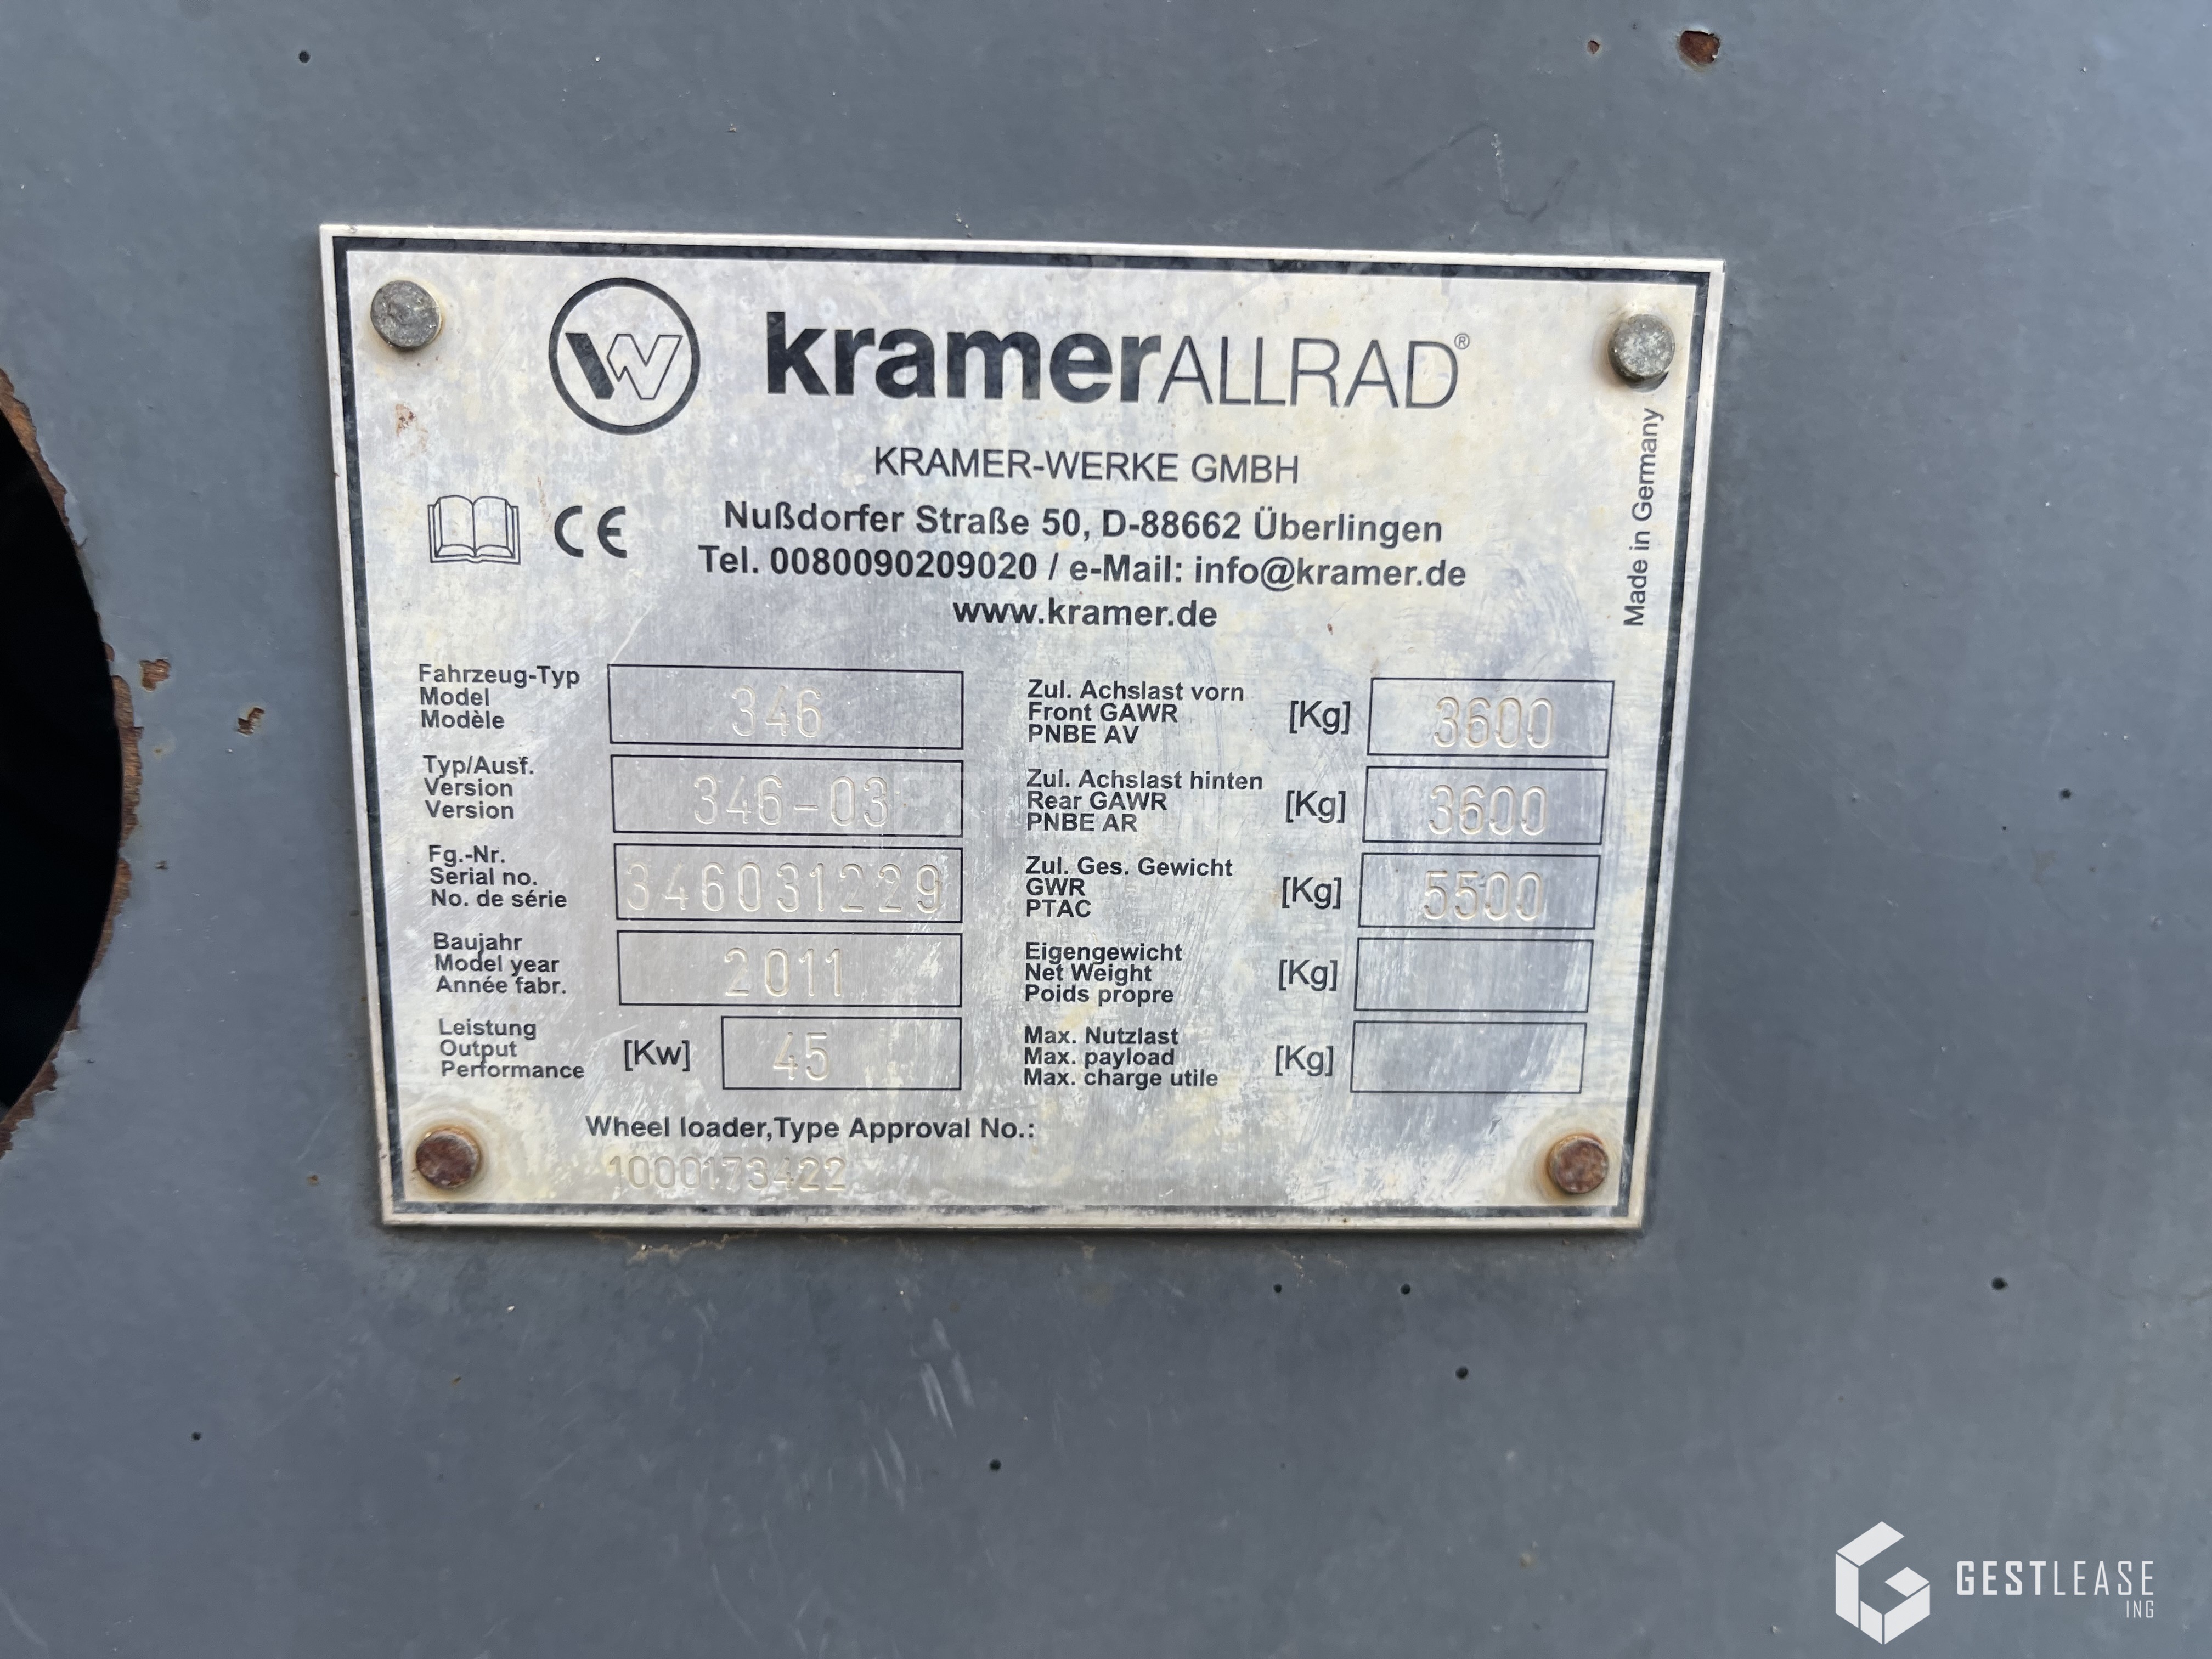 kramerALLRAD®
KRAMER-WERKE GMBH
Nußdorfer Straße 50, D-88662 Überlingen
Tel. 0080090209020 / e-Mail: info@kramer.de
www.kramer.de
CE
Made in Germany
Fahrzeug-Typ
Model
Modèle
346
Typ/Ausf.
Version
Version
346-03
Fg.-Nr.
Serial no.
No. de série
346031229
Baujahr
Model year
Année fabr.
2011
Leistung
Output
Performance
[Kw] 45
Zul. Achslast vorn
Front GAWR
PNBE AV
[Kg] 3600
Zul. Achslast hinten
Rear GAWR
PNBE AR
[Kg] 3600
Zul. Ges. Gewicht
GWR
PTAC
[Kg] 5500
Eigengewicht
Net Weight
Poids propre
[Kg]
Max. Nutzlast
Max. payload
Max. charge utile
[Kg]
Wheel loader,Type Approval No.:
1000173422
GESTLEASE
ING